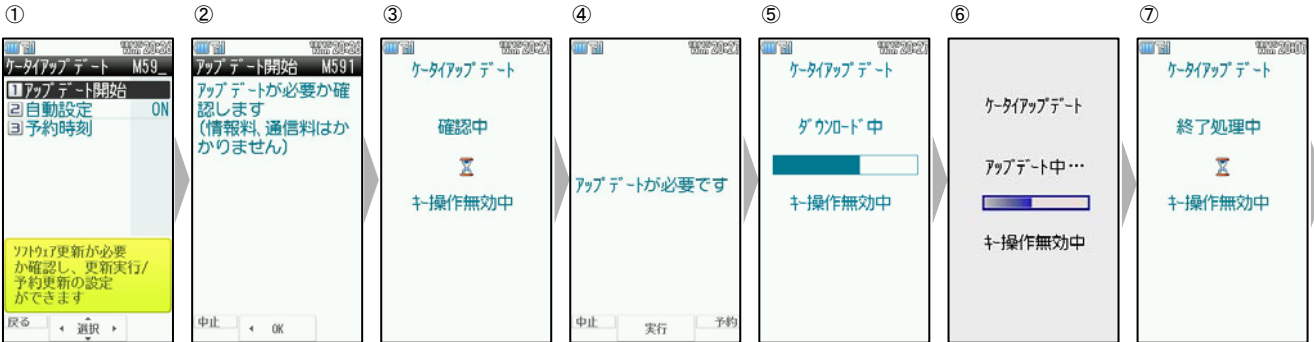 ① ② ③ ④ ⑤ ⑥ ⑦
ｹｰﾀｲｱｯﾌﾟﾃﾞｰﾄ M59_
1 ｱｯﾌﾟﾃﾞｰﾄ開始
2 自動設定 ON
3 予約時刻
ｿﾌﾄｳｪｱ更新が必要
か確認し、更新実行/
予約更新の設定
ができます
戻る 選択
20:26
ｱｯﾌﾟﾃﾞｰﾄ開始 M591
ｱｯﾌﾟﾃﾞｰﾄが必要か確
認します
(情報料、通信料はか
かりません)
中止 OK
20:27
ｹｰﾀｲｱｯﾌﾟﾃﾞｰﾄ
確認中
ｷｰ操作無効中
20:27
ｱｯﾌﾟﾃﾞｰﾄが必要です
中止 実行 予約
20:27
ｹｰﾀｲｱｯﾌﾟﾃﾞｰﾄ
ﾀﾞｳﾝﾛｰﾄﾞ中
ｷｰ操作無効中
ｹｰﾀｲｱｯﾌﾟﾃﾞｰﾄ
ｱｯﾌﾟﾃﾞｰﾄ中…
ｷｰ操作無効中
ｹｰﾀｲｱｯﾌﾟﾃﾞｰﾄ
終了処理中
ｷｰ操作無効中